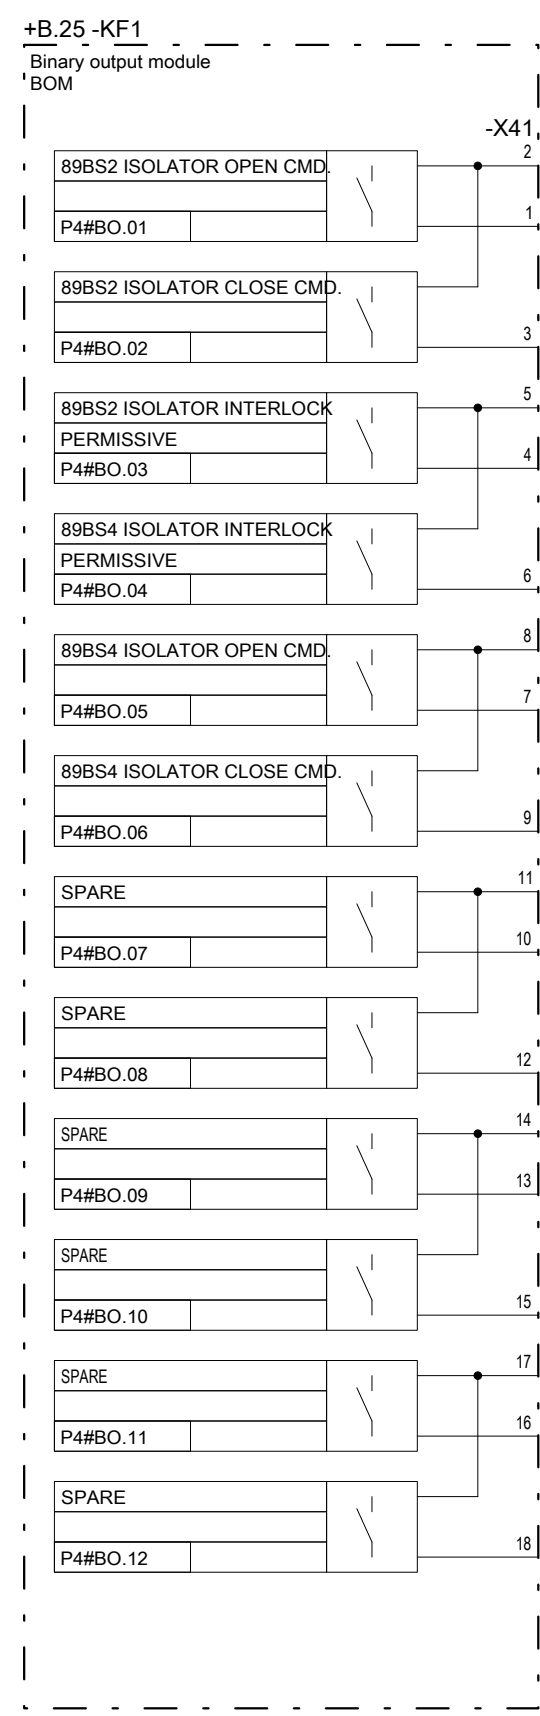 +B.25 -KF1
Binary output module
BOM
-X41
2
89BS2 ISOLATOR OPEN CMD.
1
P4#BO.01
89BS2 ISOLATOR CLOSE CMD.
3
P4#BO.02
5
89BS2 ISOLATOR INTERLOCK
PERMISSIVE
4
P4#BO.03
89BS4 ISOLATOR INTERLOCK
PERMISSIVE
6
P4#BO.04
8
89BS4 ISOLATOR OPEN CMD.
7
P4#BO.05
89BS4 ISOLATOR CLOSE CMD.
9
P4#BO.06
11
SPARE
10
P4#BO.07
SPARE
12
P4#BO.08
14
SPARE
13
P4#BO.09
SPARE
15
P4#BO.10
17
SPARE
16
P4#BO.11
SPARE
18
P4#BO.12